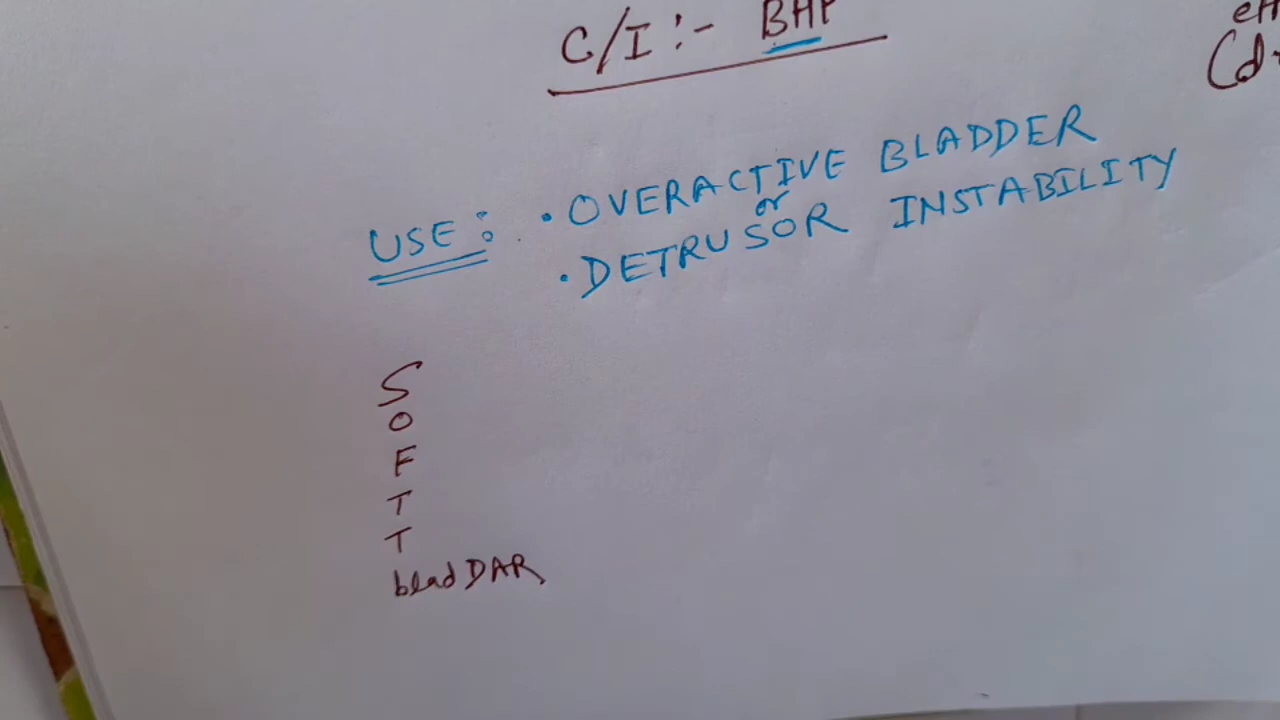 C/I :- BHP
(d
USE : • OVERACTIVE BLADDER
or
• DETRUSOR INSTABILITY
S
O
F
T
T
bladDAR